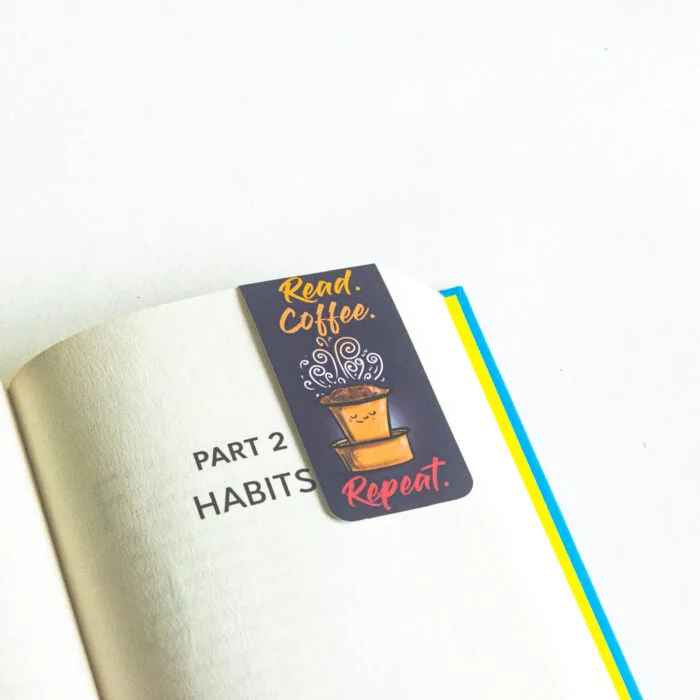 Read.
Coffee.
Repeat.
PART 2
HABITS